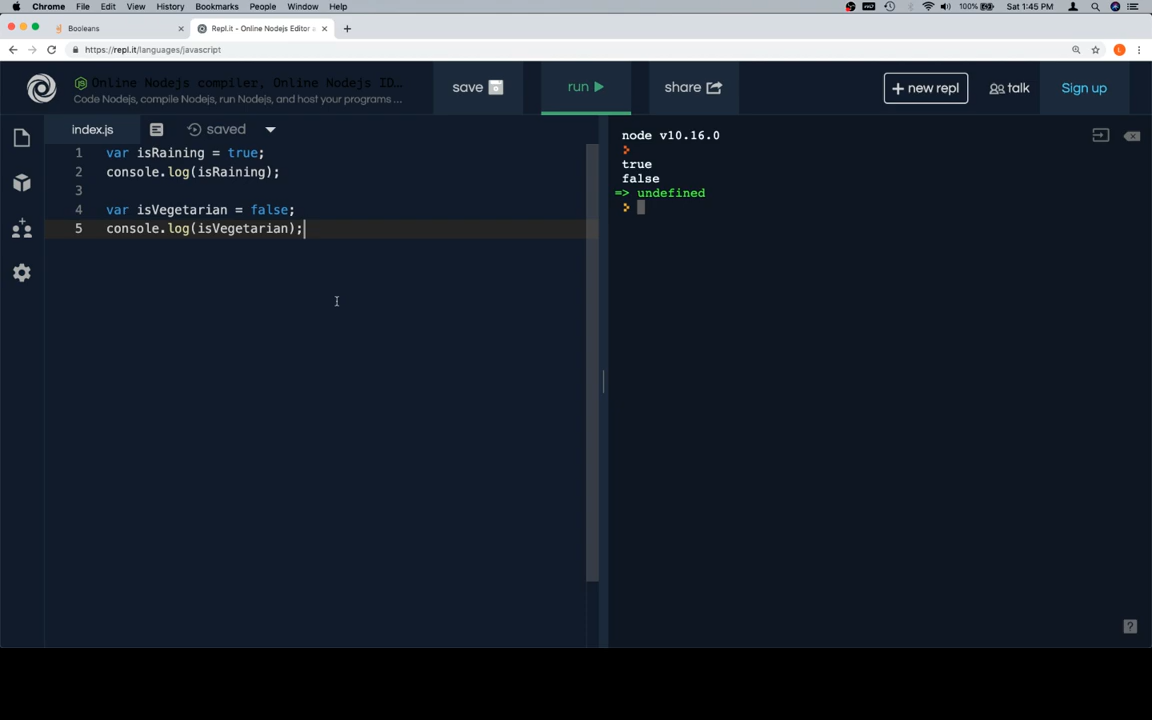 Chrome File Edit View History Bookmarks People Window Help 100% Sat 1:45 PM
Booleans Repl.it - Online Nodejs Editor
https://repl.it/languages/javascript
Online Nodejs compiler, Online Nodejs ID...
Code Nodejs, compile Nodejs, run Nodejs, and host your programs ...
save run share + new repl talk Sign up
index.js saved
1 var isRaining = true;
2 console.log(isRaining);
3
4 var isVegetarian = false;
5 console.log(isVegetarian);
node v10.16.0
true
false
=> undefined
L
?